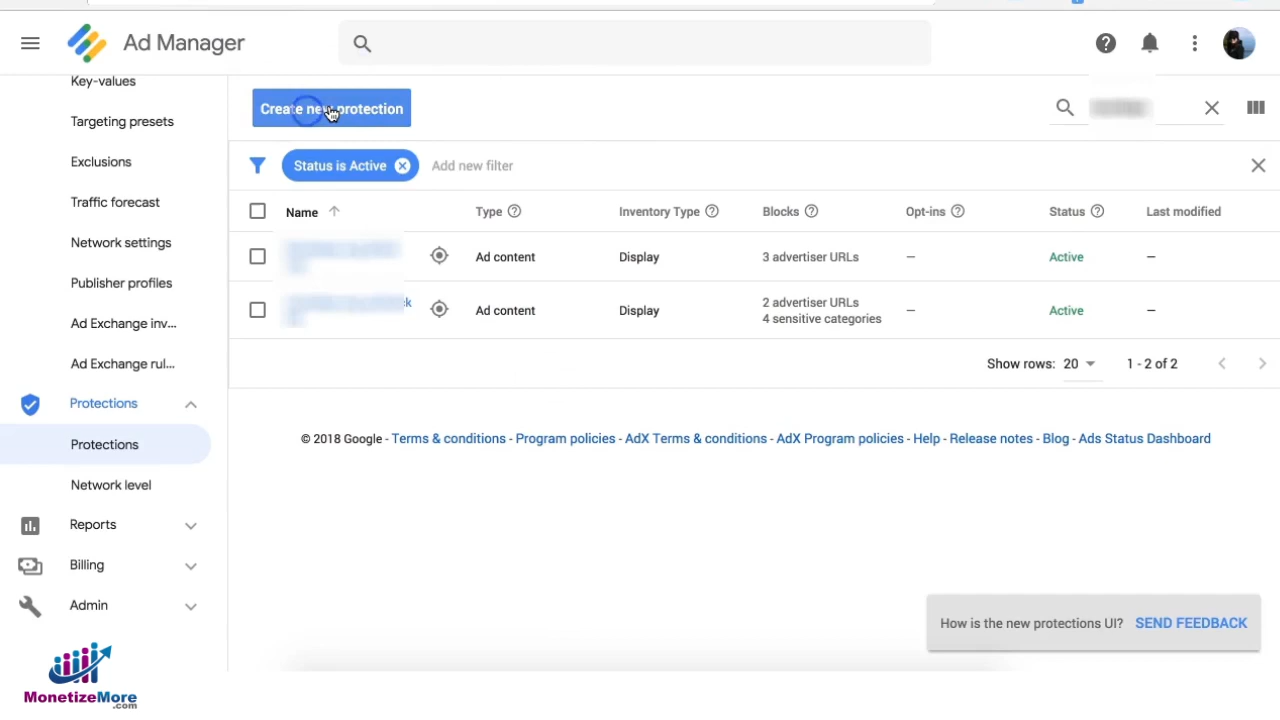 Ad Manager
Key-values
Targeting presets
Exclusions
Traffic forecast
Network settings
Publisher profiles
Ad Exchange inv...
Ad Exchange rul...
Protections
Protections
Network level
Reports
Billing
Admin
MonetizeMore
.com
Create new protection
Status is Active Add new filter
Name Type Inventory Type Blocks Opt-ins Status Last modified
Ad content Display 3 advertiser URLs – Active –
Ad content Display 2 advertiser URLs – Active –
4 sensitive categories
Show rows: 20 1 - 2 of 2
© 2018 Google - Terms & conditions - Program policies - AdX Terms & conditions - AdX Program policies - Help - Release notes - Blog - Ads Status Dashboard
How is the new protections UI? SEND FEEDBACK